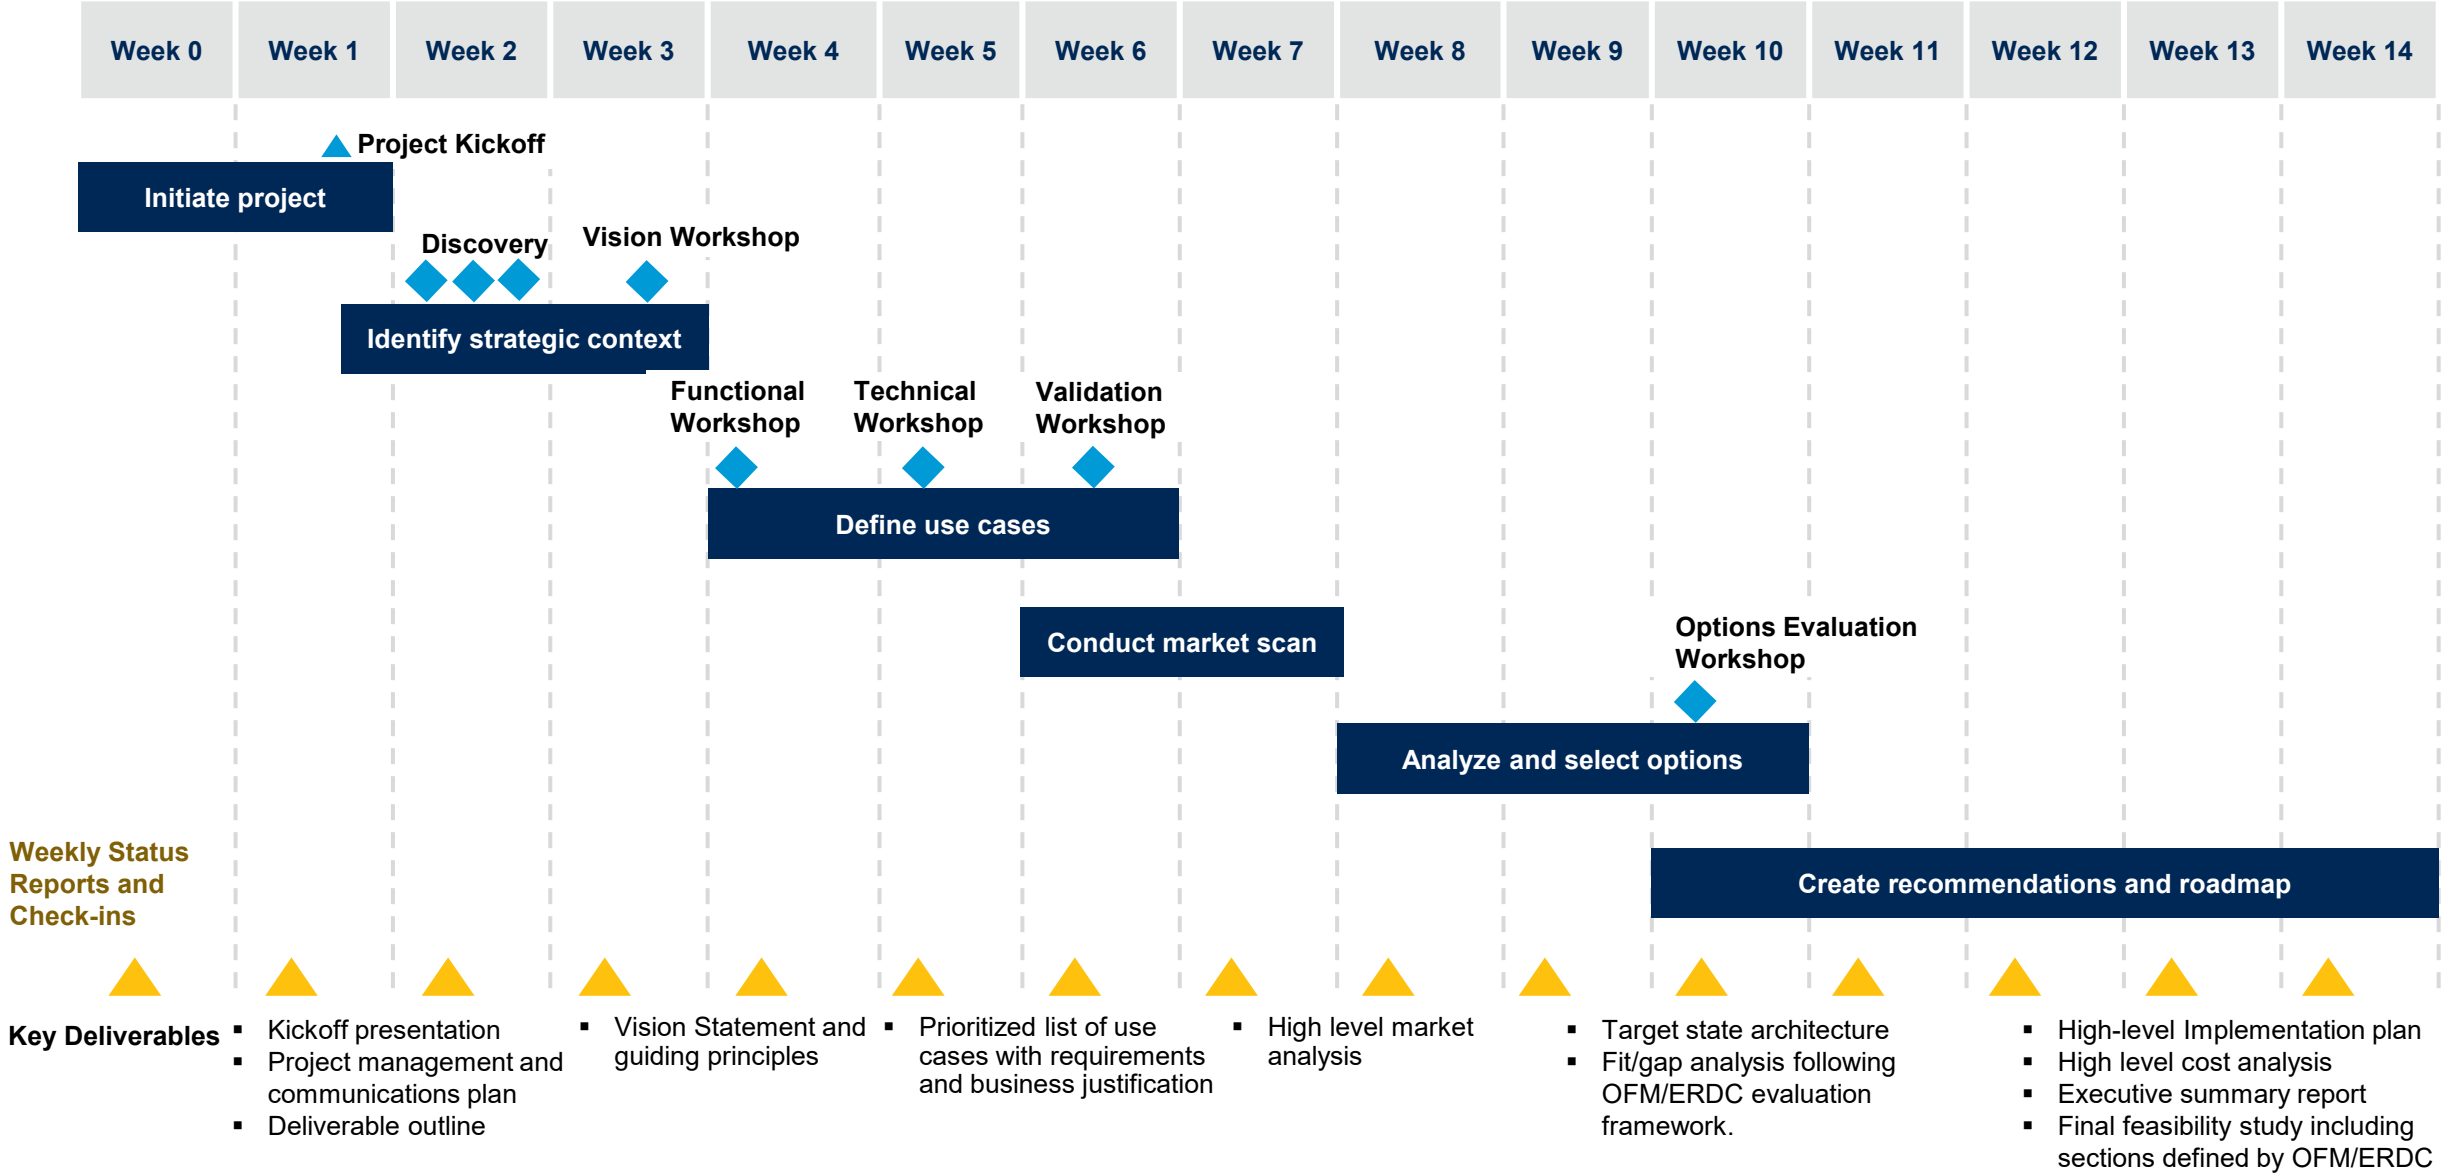 Week 0
Week 1
Week 2
Week 3
Week 4
Week 5
Week 6
Week 7
Week 8
Week 9
Week 10
Week 11
Week 12
Week 13
Week 14
Project Kickoff
Initiate project
Discovery
Vision Workshop
Identify strategic context
Functional
Workshop
Technical
Workshop
Validation
Workshop
Define use cases
Conduct market scan
Options Evaluation
Workshop
Analyze and select options
Weekly Status
Reports and
Check-ins
Create recommendations and roadmap
Key Deliverables
▪ Kickoff presentation
▪ Project management and
communications plan
▪ Deliverable outline
▪ Vision Statement and
guiding principles
▪ Prioritized list of use
cases with requirements
and business justification
▪ High level market
analysis
▪ Target state architecture
▪ Fit/gap analysis following
OFM/ERDC evaluation
framework.
▪ High-level Implementation plan
▪ High level cost analysis
▪ Executive summary report
▪ Final feasibility study including
sections defined by OFM/ERDC